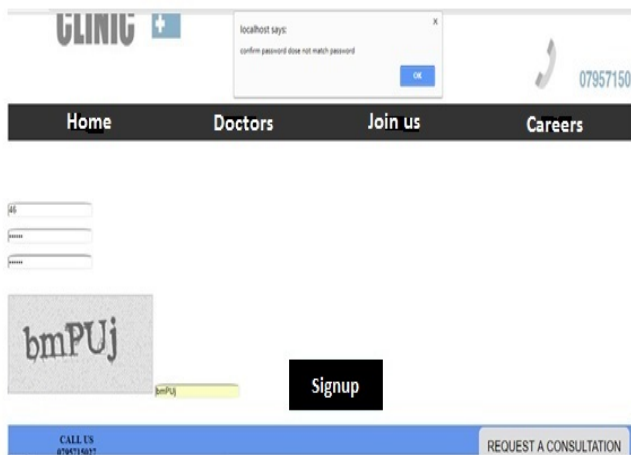 CLINIC
localhost says:
x
confirm password dose not match password
OK
07957150
Home Doctors Join us Careers
46
bmPUj
bmPUj
Signup
CALL US
0795715027
REQUEST A CONSULTATION